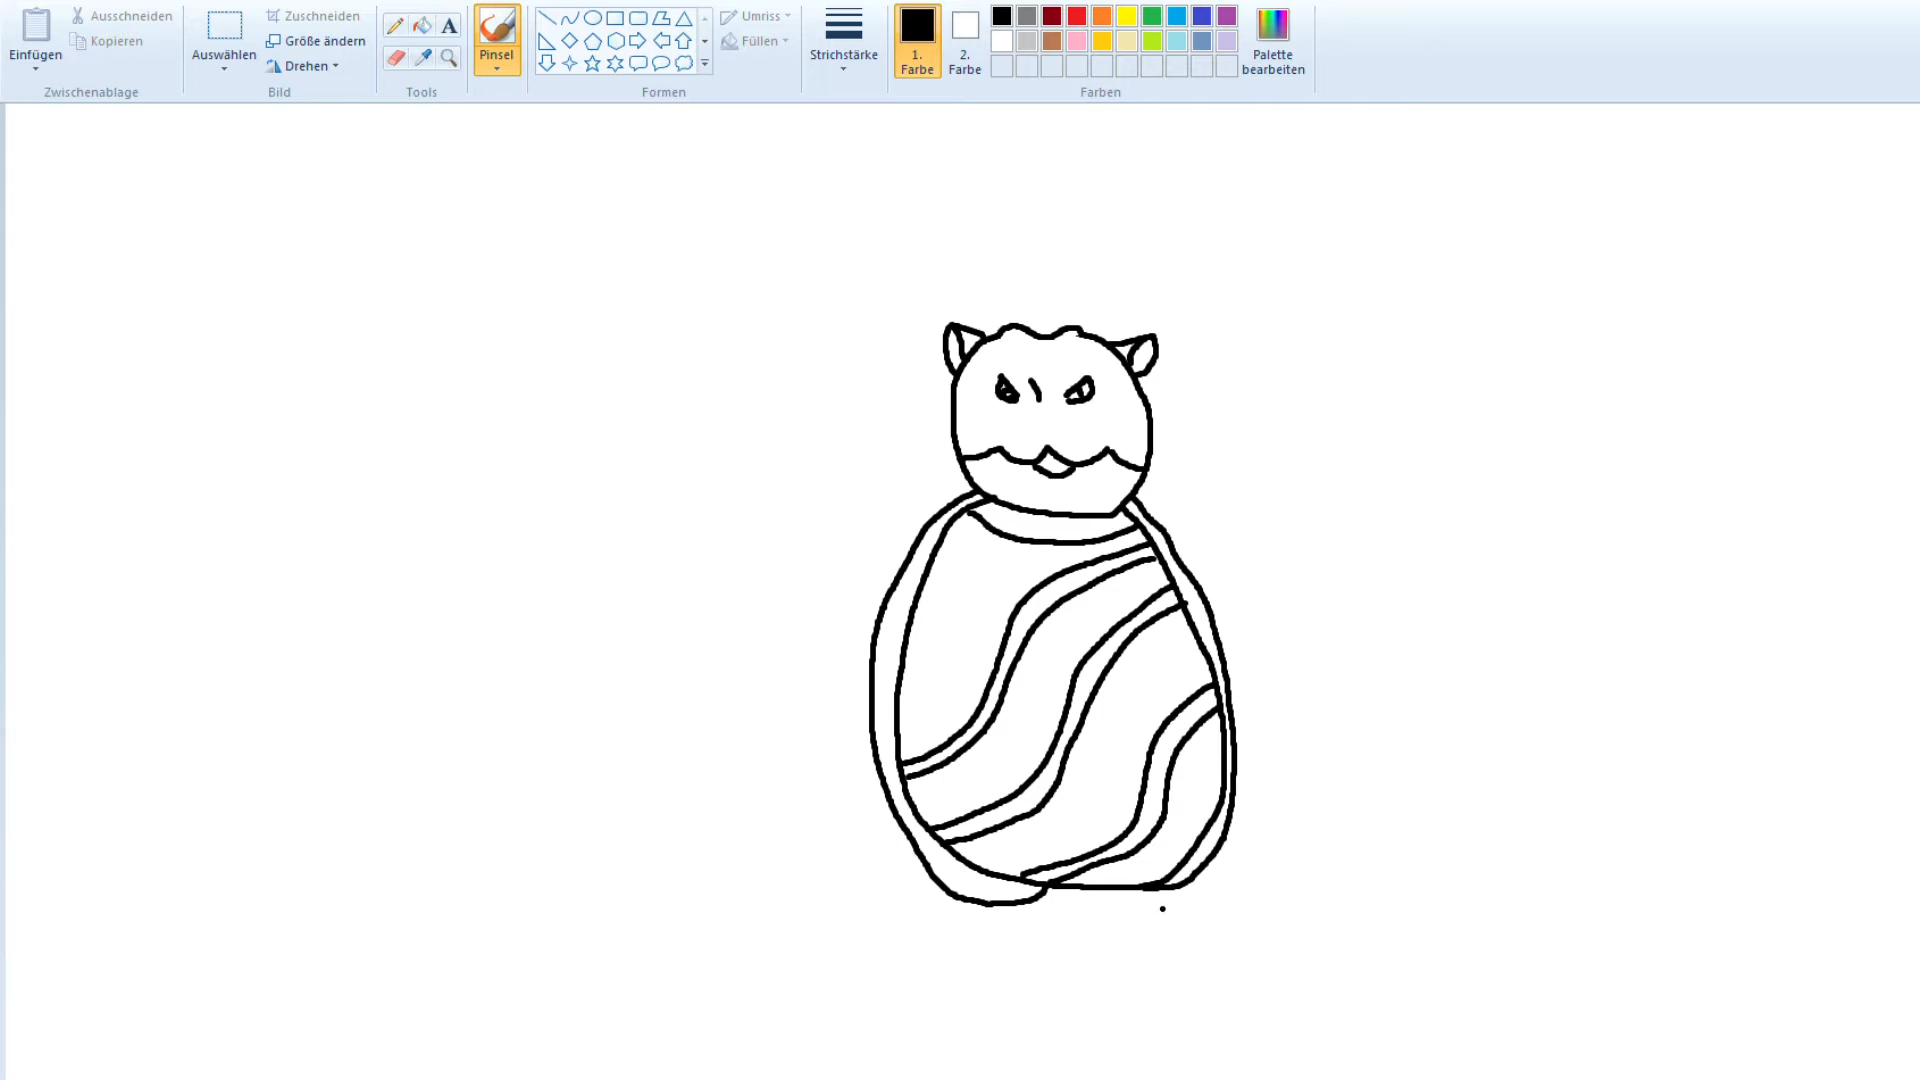 Einfügen
Ausschneiden
Kopieren
Zwischenablage
Auswählen
Zuschneiden
Größe ändern
Drehen
Bild
A
Tools
Pinsel
Formen
Umriss
Füllen
Strichstärke
1.
Farbe
2.
Farbe
Palette
bearbeiten
Farben